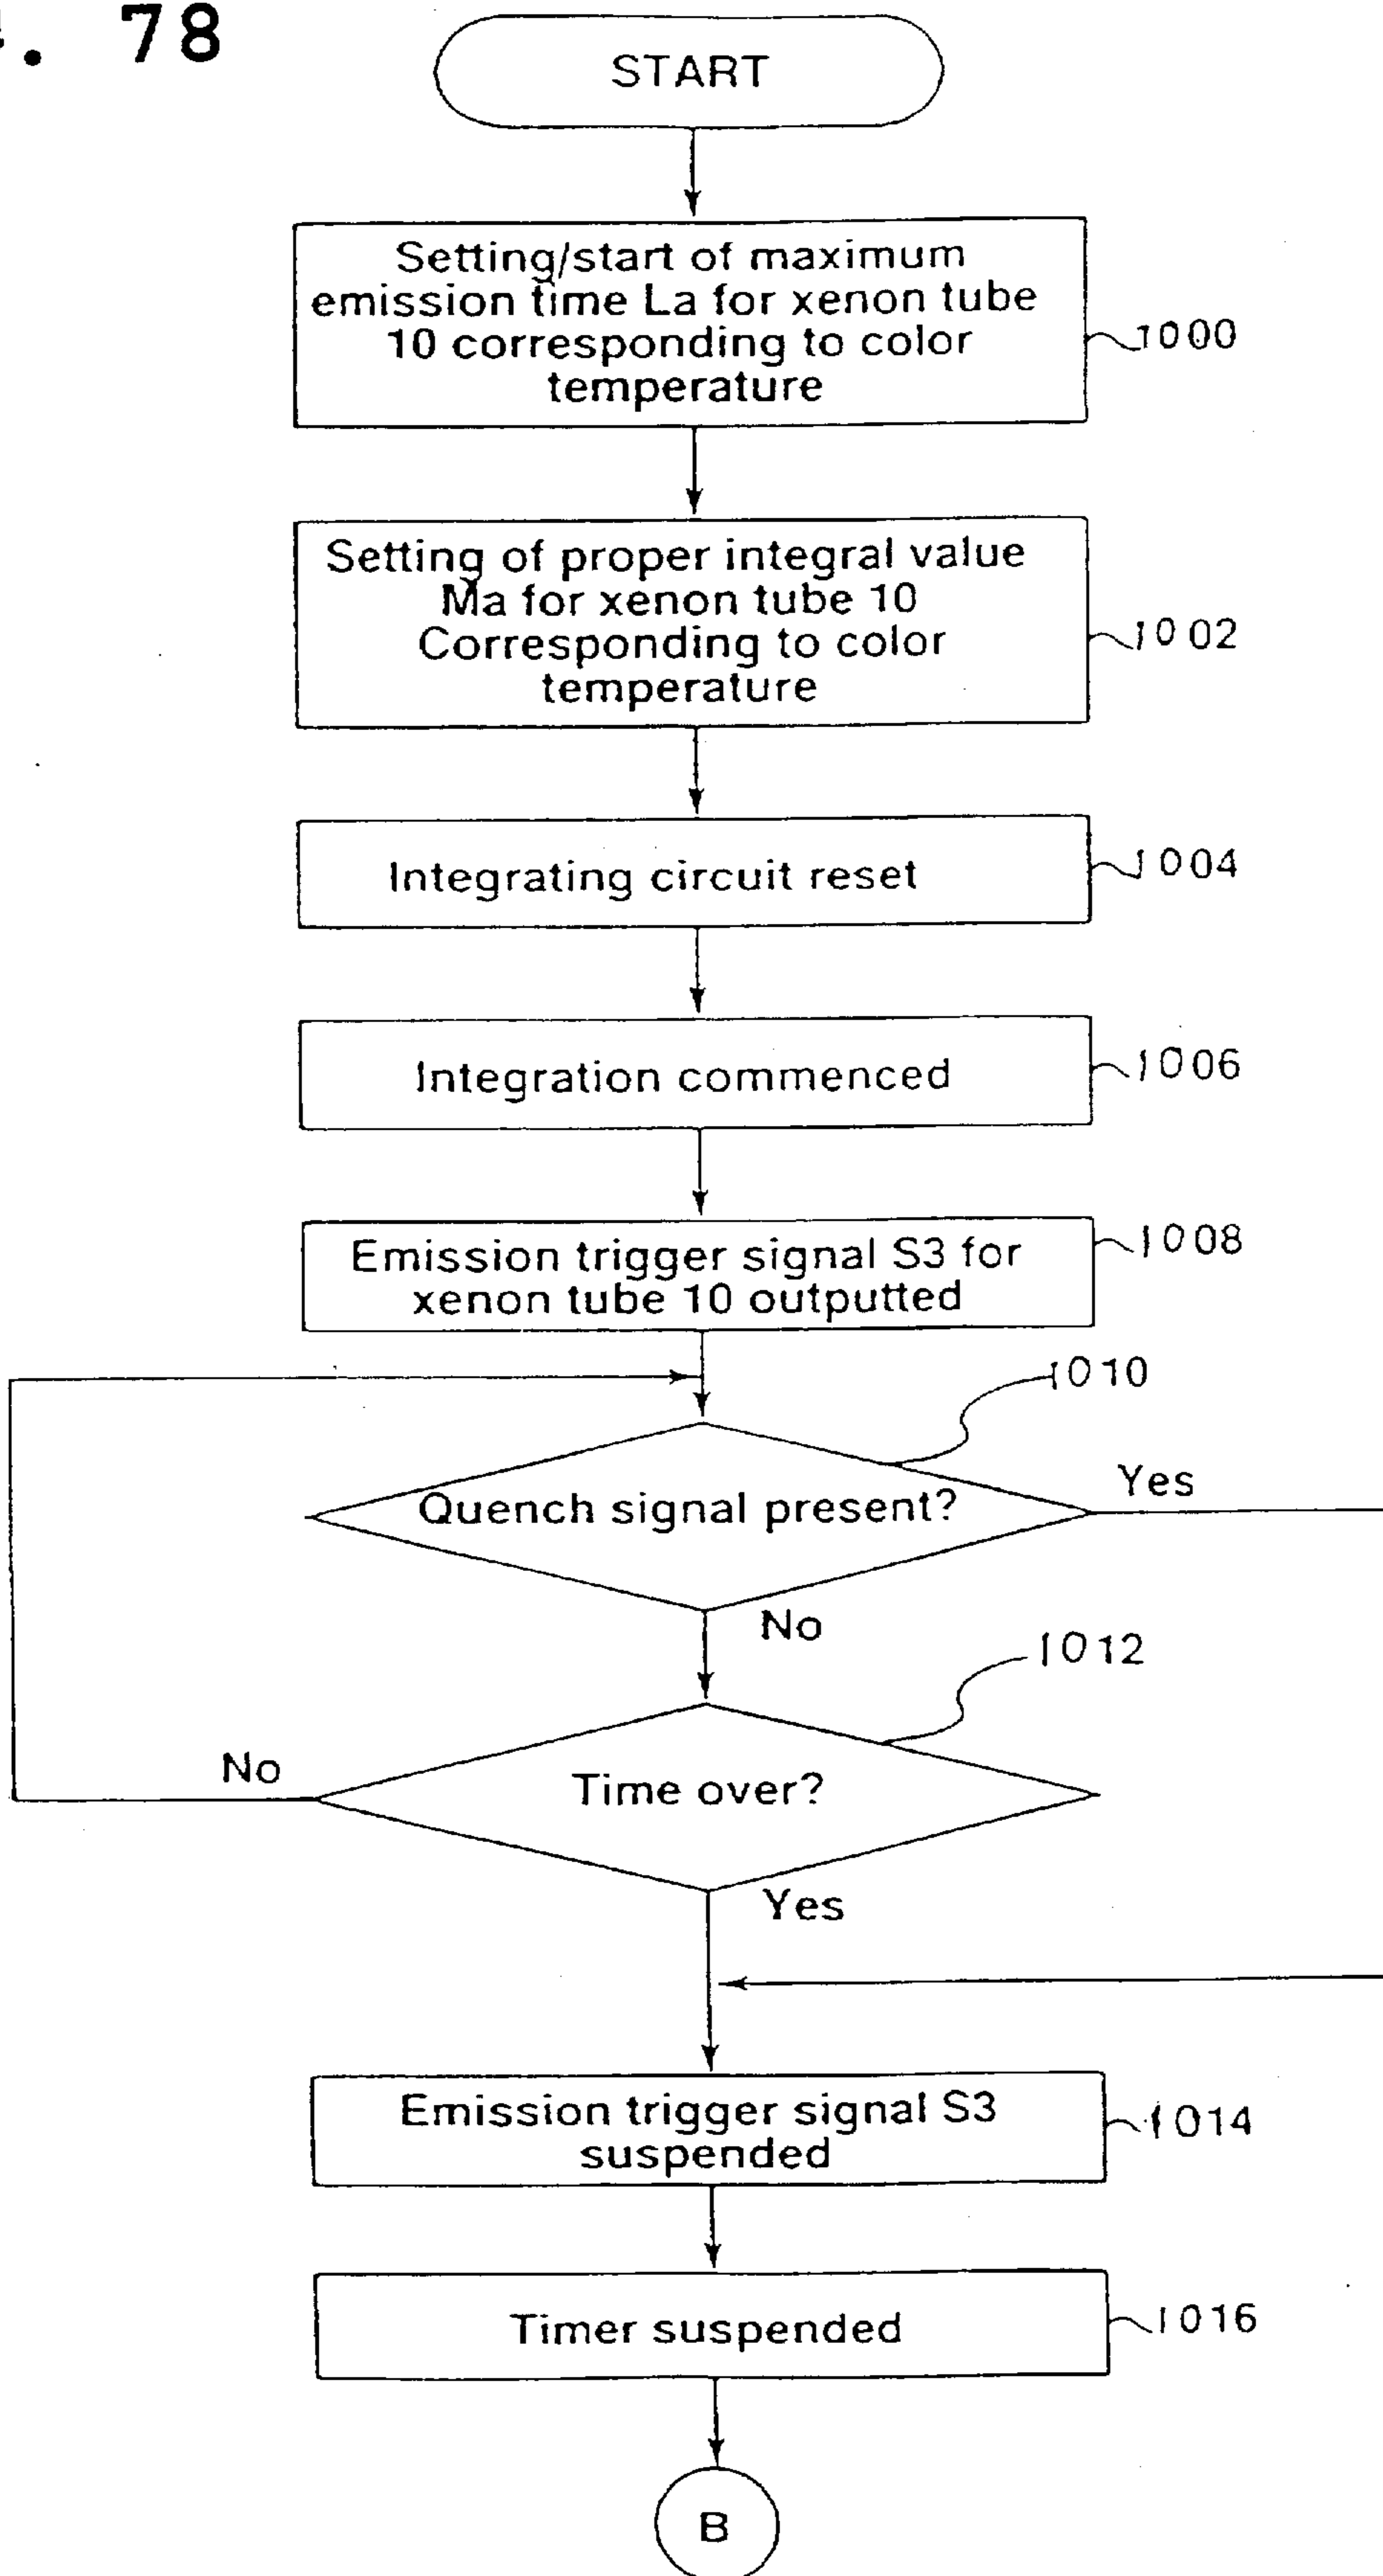 . 78
START
Setting/start of maximum
emission time La for xenon tube
10 corresponding to color
temperature
1000
Setting of proper integral value
Ma for xenon tube 10
Corresponding to color
temperature
1002
Integrating circuit reset
1004
Integration commenced
1006
Emission trigger signal S3 for
xenon tube 10 outputted
1008
1010
Quench signal present?
Yes
No
1012
Time over?
No
Yes
Emission trigger signal S3
suspended
1014
Timer suspended
1016
B